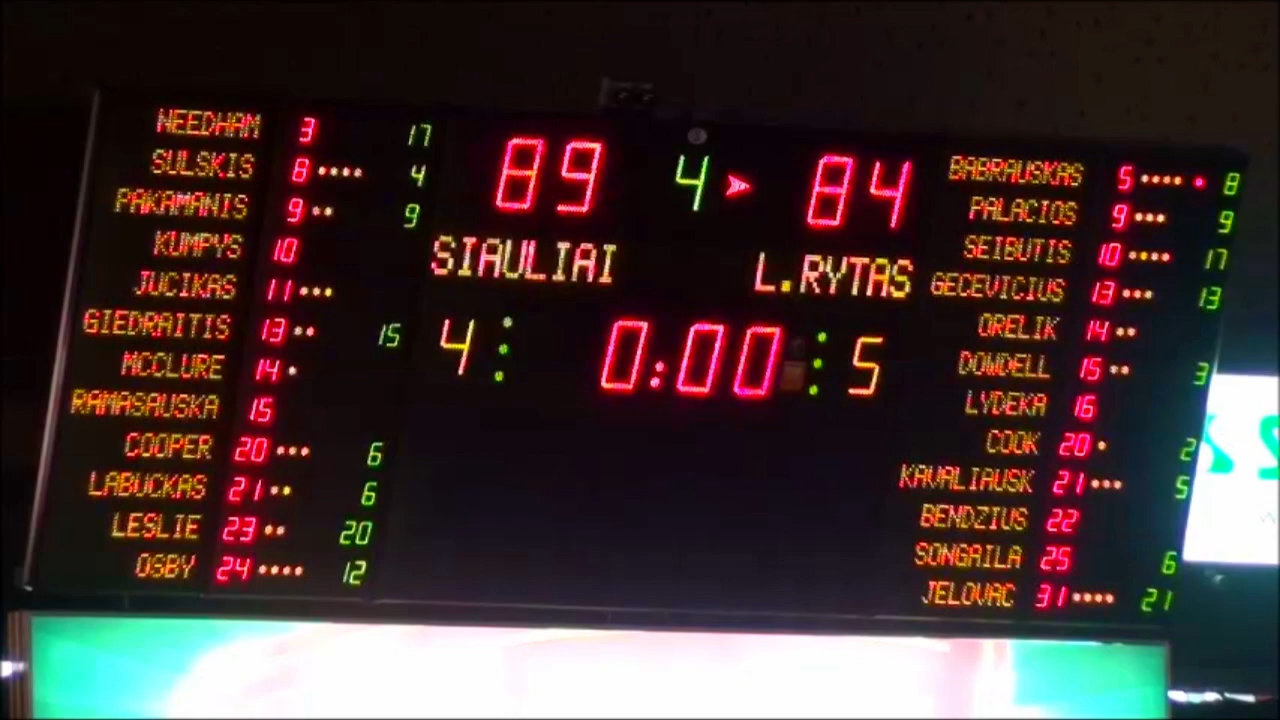 NEEDHAM 3 17
SULSKIS 8 4
PAKAMANIS 9 9
KUMPYS 10
JUCIKAS 11
GIEDRAITIS 13 15
MCCLURE 14
RAMASAUSKA 15
COOPER 20 6
LABUCKAS 21 6
LESLIE 23 20
OSBY 24 12
89 4 84
SIAULIAI L.RYTAS
4 0:00 5
BABRAUSKAS 5 8
PALACIOS 9 9
SEIBUTIS 10 17
GECEVICIUS 13 13
ORELIK 14
DOWDELL 15 3
LYDEKA 16
COOK 20 2
KAVALIAUSK 21 5
BENDZIUS 22
SONGAILA 25 6
JELOVAC 31 21